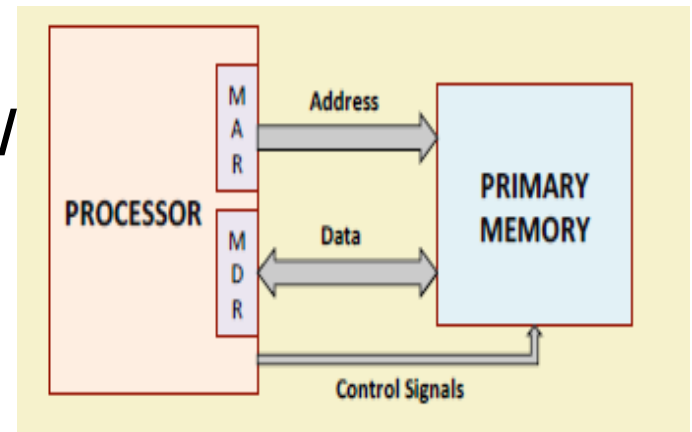 M
A
R
Address
PROCESSOR
M
D
R
Data
PRIMARY
MEMORY
Control Signals